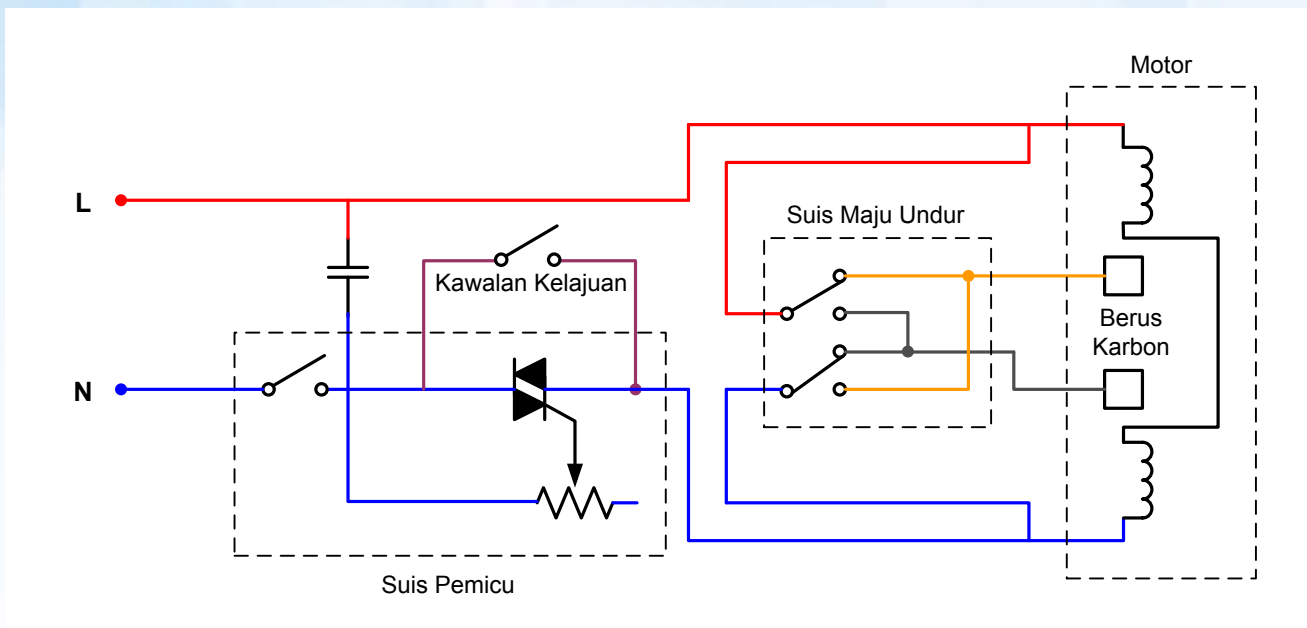 Motor
L
Suis Maju Undur
Kawalan Kelajuan
Berus
Karbon
N
Suis Pemicu